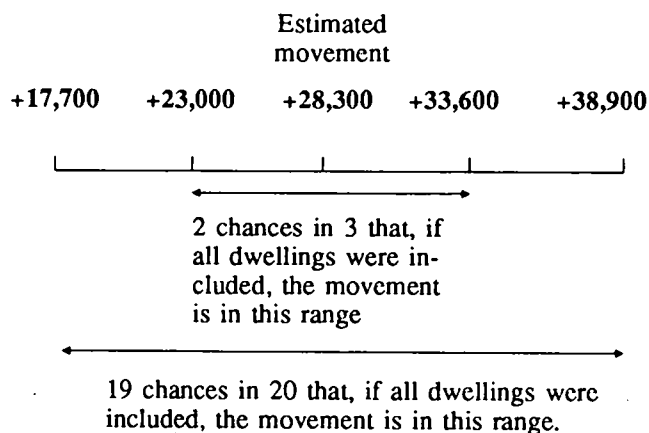 Estimated
movement
+17,700 +23,000 +28,300 +33,600 +38,900
2 chances in 3 that, if
all dwellings were in-
cluded, the movement
is in this range
19 chances in 20 that, if all dwellings were
included, the movement is in this range.